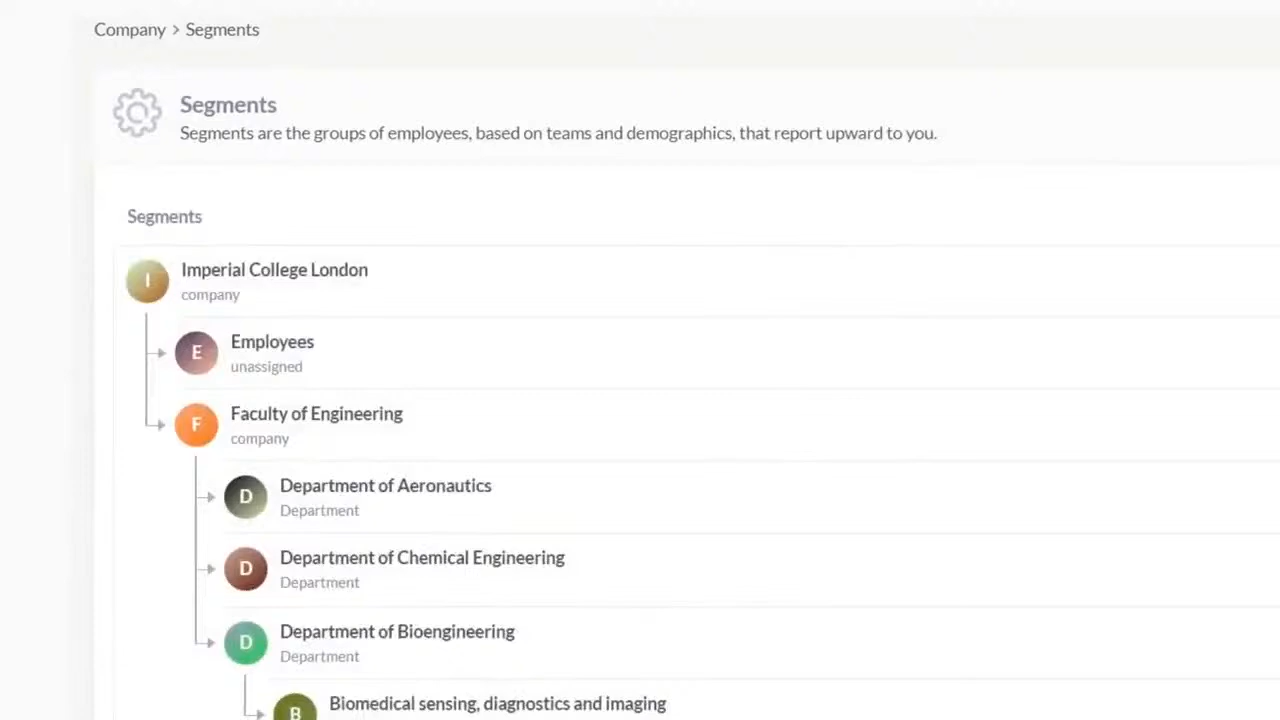 Company > Segments
Segments
Segments are the groups of employees, based on teams and demographics, that report upward to you.
Segments
I
Imperial College London
company
E
Employees
unassigned
F
Faculty of Engineering
company
D
Department of Aeronautics
Department
D
Department of Chemical Engineering
Department
D
Department of Bioengineering
Department
B
Biomedical sensing, diagnostics and imaging